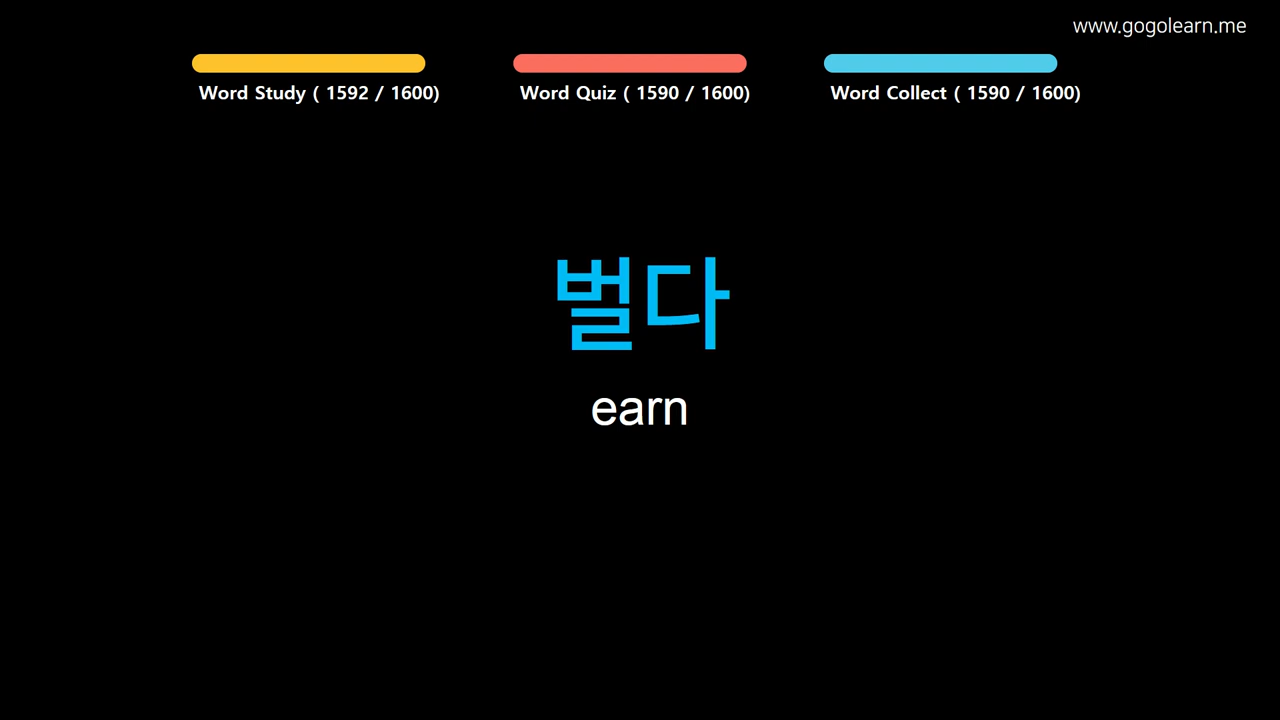 www.gogolearn.me
Word Study ( 1592 / 1600)
Word Quiz ( 1590 / 1600)
Word Collect ( 1590 / 1600)
벌다
earn